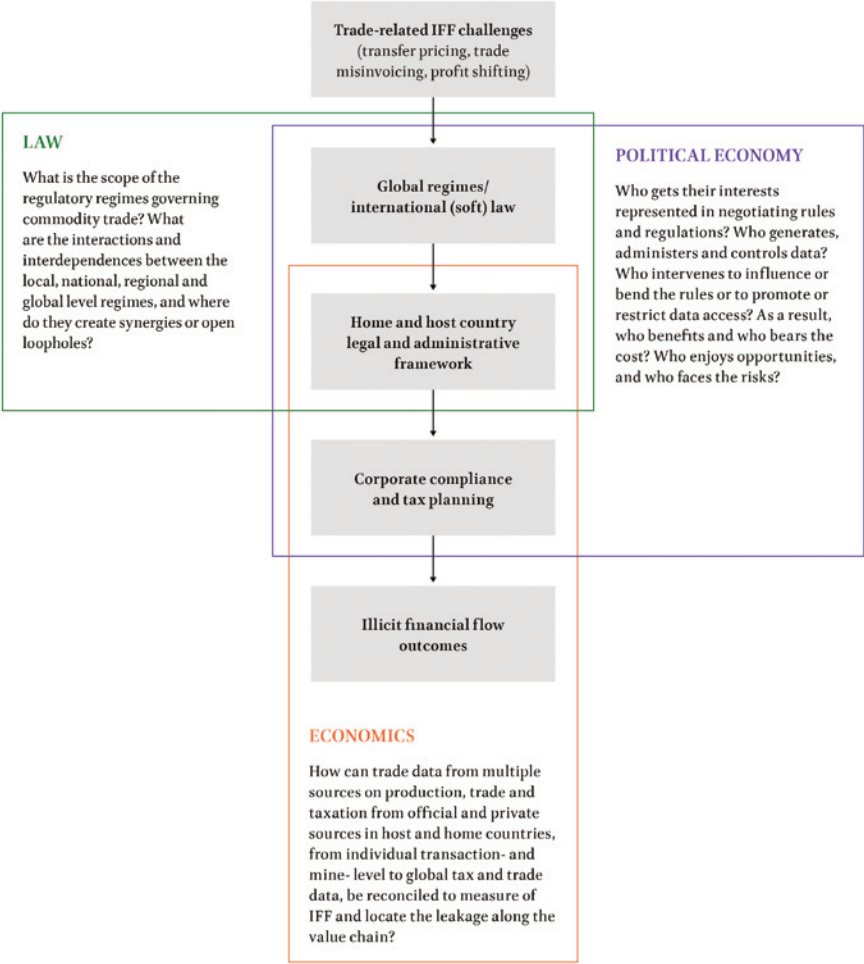 Trade-related IFF challenges
(transfer pricing, trade
misinvoicing, profit shifting)
LAW
What is the scope of the
regulatory regimes governing
commodity trade? What
are the interactions and
interdependences between the
local, national, regional and
global level regimes, and where
do they create synergies or open
loopholes?
Global regimes/
international (soft) law
POLITICAL ECONOMY
Who gets their interests
represented in negotiating rules
and regulations? Who generates,
administers and controls data?
Who intervenes to influence or
bend the rules or to promote or
restrict data access? As a result,
who benefits and who bears the
cost? Who enjoys opportunities,
and who faces the risks?
Home and host country
legal and administrative
framework
Corporate compliance
and tax planning
Illicit financial flow
outcomes
ECONOMICS
How can trade data from multiple
sources on production, trade and
taxation from official and private
sources in host and home countries,
from individual transaction- and
mine- level to global tax and trade
data, be reconciled to measure of
IFF and locate the leakage along the
value chain?